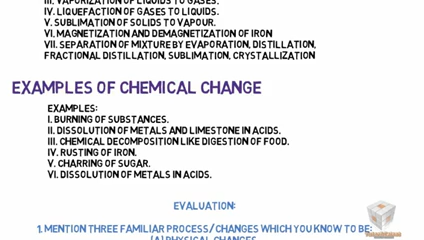 III. VAPORIZATION OF LIQUIDS TO GASES.
IV. LIQUEFACTION OF GASES TO LIQUIDS.
V. SUBLIMATION OF SOLIDS TO VAPOUR.
VI. MAGNETIZATION AND DEMAGNETIZATION OF IRON
VII. SEPARATION OF MIXTURE BY EVAPORATION, DISTILLATION,
FRACTIONAL DISTILLATION, SUBLIMATION, CRYSTALLIZATION
EXAMPLES OF CHEMICAL CHANGE
EXAMPLES:
I. BURNING OF SUBSTANCES.
II. DISSOLUTION OF METALS AND LIMESTONE IN ACIDS.
III. CHEMICAL DECOMPOSITION LIKE DIGESTION OF FOOD.
IV. RUSTING OF IRON.
V. CHARRING OF SUGAR.
VI. DISSOLUTION OF METALS IN ACIDS.
EVALUATION:
1. MENTION THREE FAMILIAR PROCESS/CHANGES WHICH YOU KNOW TO BE:
(A) PHYSICAL CHANGES